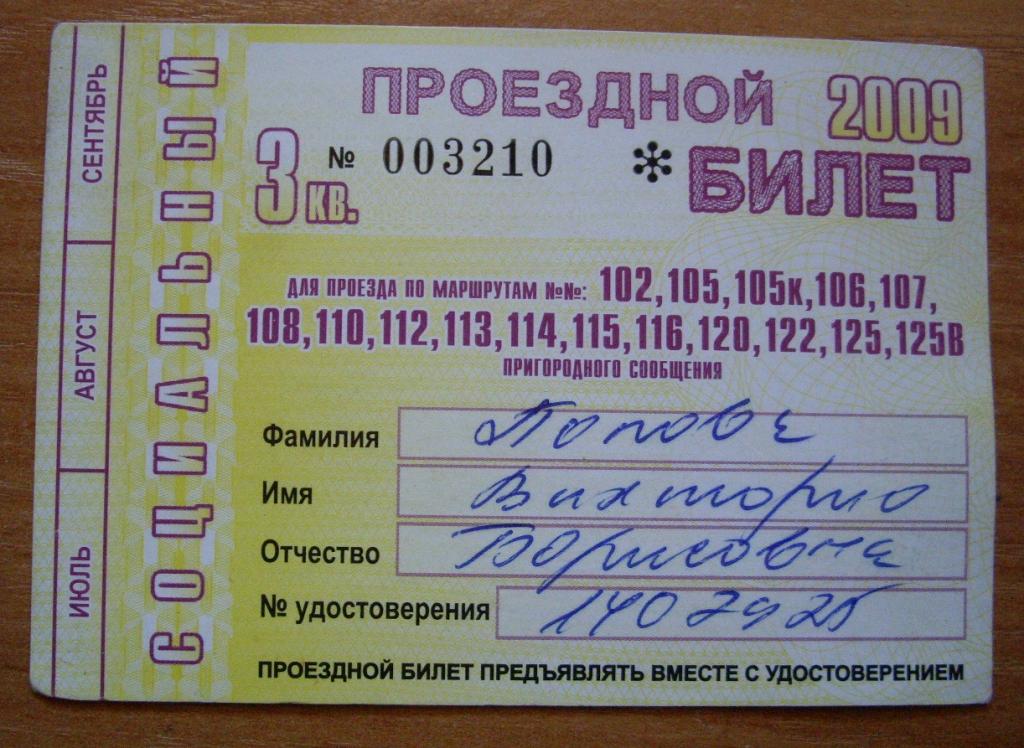 СЕНТЯБРЬ
АВГУСТ
ИЮЛЬ
СОЦИАЛЬНЫЙ
ПРОЕЗДНОЙ 2009
3 КВ. № 003210 * БИЛЕТ
ДЛЯ ПРОЕЗДА ПО МАРШРУТАМ №№: 102,105,105к,106,107,
108,110,112,113,114,115,116,120,122,125,125В
ПРИГОРОДНОГО СООБЩЕНИЯ
Фамилия Попова
Имя Виктория
Отчество Борисовна
№ удостоверения 1407925
ПРОЕЗДНОЙ БИЛЕТ ПРЕДЪЯВЛЯТЬ ВМЕСТЕ С УДОСТОВЕРЕНИЕМ